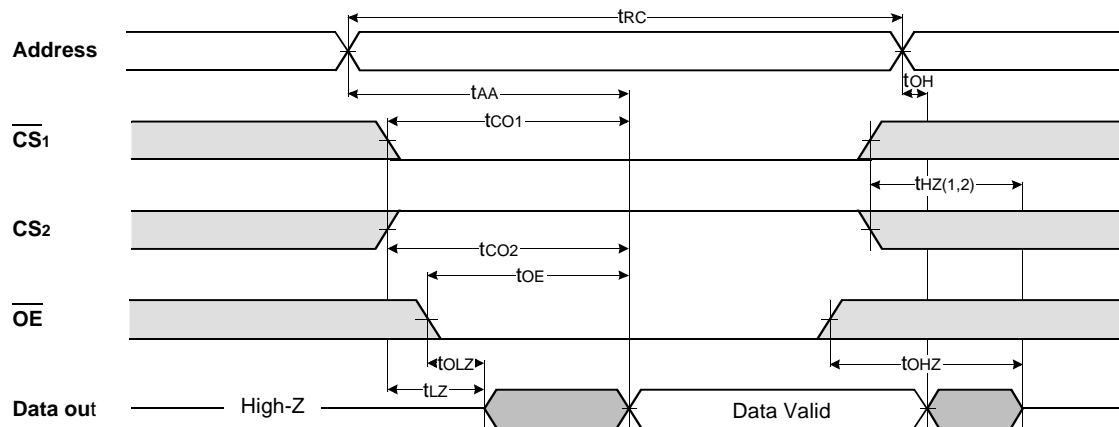 tRC
Address
tOH
tAA
tCO1
CS1
tHZ(1,2)
CS2
tCO2
tOE
OE
tOLZ
tOHZ
tLZ
Data out
High-Z
Data Valid